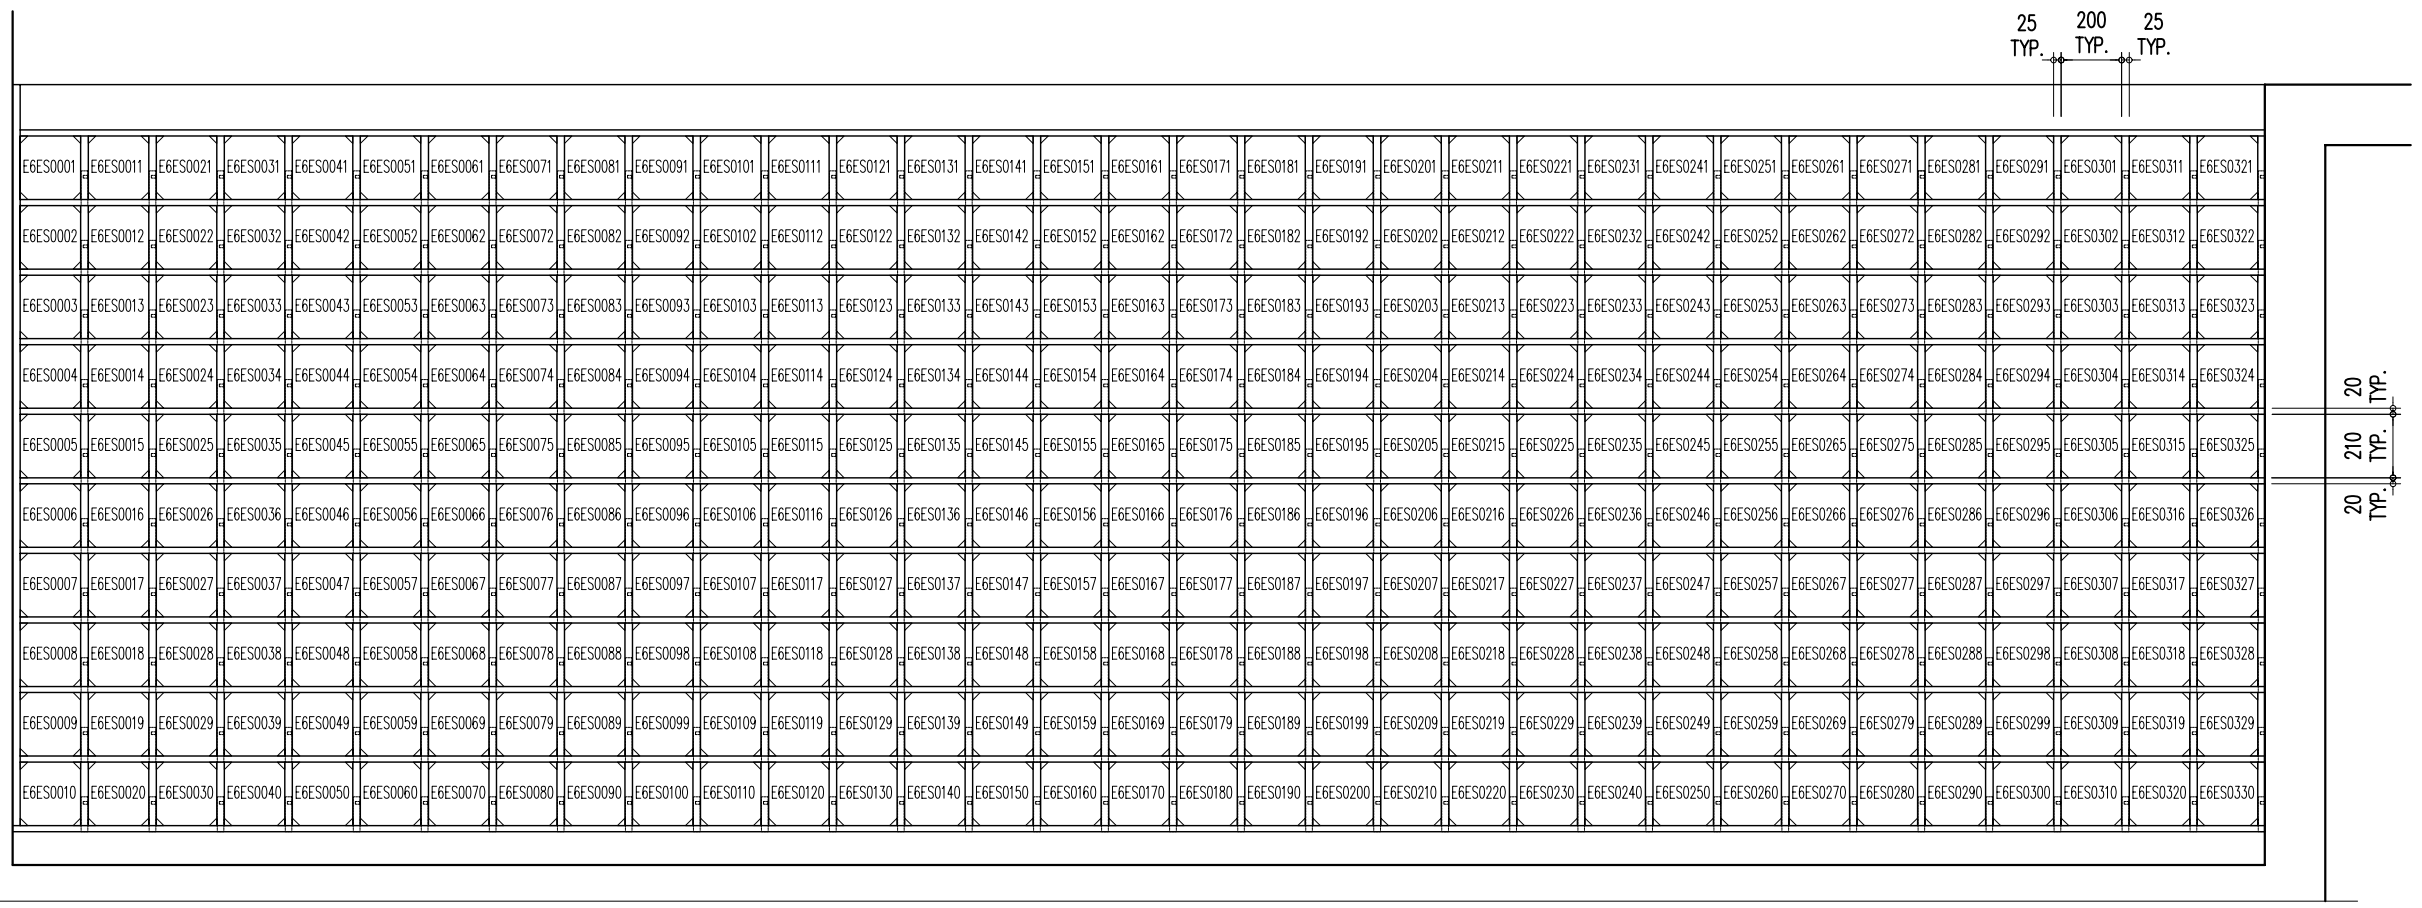 25 200 25
TYP. TYP. TYP.
E6ES0001 E6ES0011 E6ES0021 E6ES0031 E6ES0041 E6ES0051 E6ES0061 E6ES0071 E6ES0081 E6ES0091 E6ES0101 E6ES0111 E6ES0121 E6ES0131 E6ES0141 E6ES0151 E6ES0161 E6ES0171 E6ES0181 E6ES0191 E6ES0201 E6ES0211 E6ES0221 E6ES0231 E6ES0241 E6ES0251 E6ES0261 E6ES0271 E6ES0281 E6ES0291 E6ES0301 E6ES0311 E6ES0321
E6ES0002 E6ES0012 E6ES0022 E6ES0032 E6ES0042 E6ES0052 E6ES0062 E6ES0072 E6ES0082 E6ES0092 E6ES0102 E6ES0112 E6ES0122 E6ES0132 E6ES0142 E6ES0152 E6ES0162 E6ES0172 E6ES0182 E6ES0192 E6ES0202 E6ES0212 E6ES0222 E6ES0232 E6ES0242 E6ES0252 E6ES0262 E6ES0272 E6ES0282 E6ES0292 E6ES0302 E6ES0312 E6ES0322
E6ES0003 E6ES0013 E6ES0023 E6ES0033 E6ES0043 E6ES0053 E6ES0063 E6ES0073 E6ES0083 E6ES0093 E6ES0103 E6ES0113 E6ES0123 E6ES0133 E6ES0143 E6ES0153 E6ES0163 E6ES0173 E6ES0183 E6ES0193 E6ES0203 E6ES0213 E6ES0223 E6ES0233 E6ES0243 E6ES0253 E6ES0263 E6ES0273 E6ES0283 E6ES0293 E6ES0303 E6ES0313 E6ES0323
E6ES0004 E6ES0014 E6ES0024 E6ES0034 E6ES0044 E6ES0054 E6ES0064 E6ES0074 E6ES0084 E6ES0094 E6ES0104 E6ES0114 E6ES0124 E6ES0134 E6ES0144 E6ES0154 E6ES0164 E6ES0174 E6ES0184 E6ES0194 E6ES0204 E6ES0214 E6ES0224 E6ES0234 E6ES0244 E6ES0254 E6ES0264 E6ES0274 E6ES0284 E6ES0294 E6ES0304 E6ES0314 E6ES0324
20 TYP.
E6ES0005 E6ES0015 E6ES0025 E6ES0035 E6ES0045 E6ES0055 E6ES0065 E6ES0075 E6ES0085 E6ES0095 E6ES0105 E6ES0115 E6ES0125 E6ES0135 E6ES0145 E6ES0155 E6ES0165 E6ES0175 E6ES0185 E6ES0195 E6ES0205 E6ES0215 E6ES0225 E6ES0235 E6ES0245 E6ES0255 E6ES0265 E6ES0275 E6ES0285 E6ES0295 E6ES0305 E6ES0315 E6ES0325
210 TYP.
E6ES0006 E6ES0016 E6ES0026 E6ES0036 E6ES0046 E6ES0056 E6ES0066 E6ES0076 E6ES0086 E6ES0096 E6ES0106 E6ES0116 E6ES0126 E6ES0136 E6ES0146 E6ES0156 E6ES0166 E6ES0176 E6ES0186 E6ES0196 E6ES0206 E6ES0216 E6ES0226 E6ES0236 E6ES0246 E6ES0256 E6ES0266 E6ES0276 E6ES0286 E6ES0296 E6ES0306 E6ES0316 E6ES0326
20 TYP.
E6ES0007 E6ES0017 E6ES0027 E6ES0037 E6ES0047 E6ES0057 E6ES0067 E6ES0077 E6ES0087 E6ES0097 E6ES0107 E6ES0117 E6ES0127 E6ES0137 E6ES0147 E6ES0157 E6ES0167 E6ES0177 E6ES0187 E6ES0197 E6ES0207 E6ES0217 E6ES0227 E6ES0237 E6ES0247 E6ES0257 E6ES0267 E6ES0277 E6ES0287 E6ES0297 E6ES0307 E6ES0317 E6ES0327
E6ES0008 E6ES0018 E6ES0028 E6ES0038 E6ES0048 E6ES0058 E6ES0068 E6ES0078 E6ES0088 E6ES0098 E6ES0108 E6ES0118 E6ES0128 E6ES0138 E6ES0148 E6ES0158 E6ES0168 E6ES0178 E6ES0188 E6ES0198 E6ES0208 E6ES0218 E6ES0228 E6ES0238 E6ES0248 E6ES0258 E6ES0268 E6ES0278 E6ES0288 E6ES0298 E6ES0308 E6ES0318 E6ES0328
E6ES0009 E6ES0019 E6ES0029 E6ES0039 E6ES0049 E6ES0059 E6ES0069 E6ES0079 E6ES0089 E6ES0099 E6ES0109 E6ES0119 E6ES0129 E6ES0139 E6ES0149 E6ES0159 E6ES0169 E6ES0179 E6ES0189 E6ES0199 E6ES0209 E6ES0219 E6ES0229 E6ES0239 E6ES0249 E6ES0259 E6ES0269 E6ES0279 E6ES0289 E6ES0299 E6ES0309 E6ES0319 E6ES0329
E6ES0010 E6ES0020 E6ES0030 E6ES0040 E6ES0050 E6ES0060 E6ES0070 E6ES0080 E6ES0090 E6ES0100 E6ES0110 E6ES0120 E6ES0130 E6ES0140 E6ES0150 E6ES0160 E6ES0170 E6ES0180 E6ES0190 E6ES0200 E6ES0210 E6ES0220 E6ES0230 E6ES0240 E6ES0250 E6ES0260 E6ES0270 E6ES0280 E6ES0290 E6ES0300 E6ES0310 E6ES0320 E6ES0330